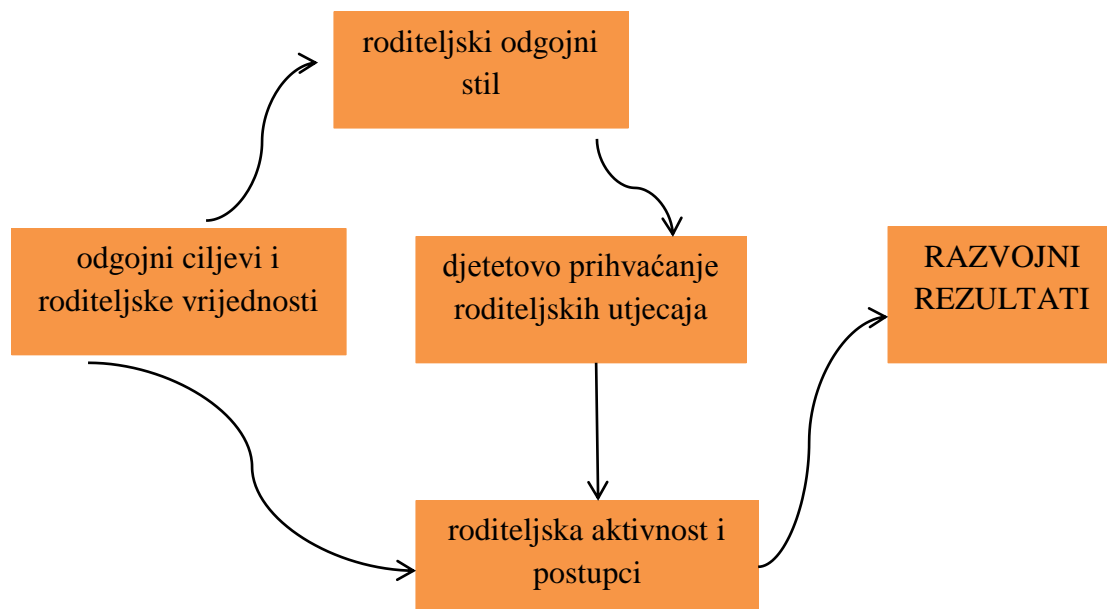 roditeljski odgojni
stil
odgojni ciljevi i
roditeljske vrijednosti
djetetovo prihvaćanje
roditeljskih utjecaja
RAZVOJNI
REZULTATI
roditeljska aktivnost i
postupci